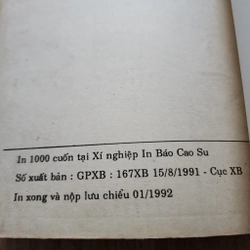 In 1000 cuốn tại Xí nghiệp In Báo Cao Su
Số xuất bản : GPXB : 167XB 15/8/1991 - Cục XB
In xong và nộp lưu chiểu 01/1992